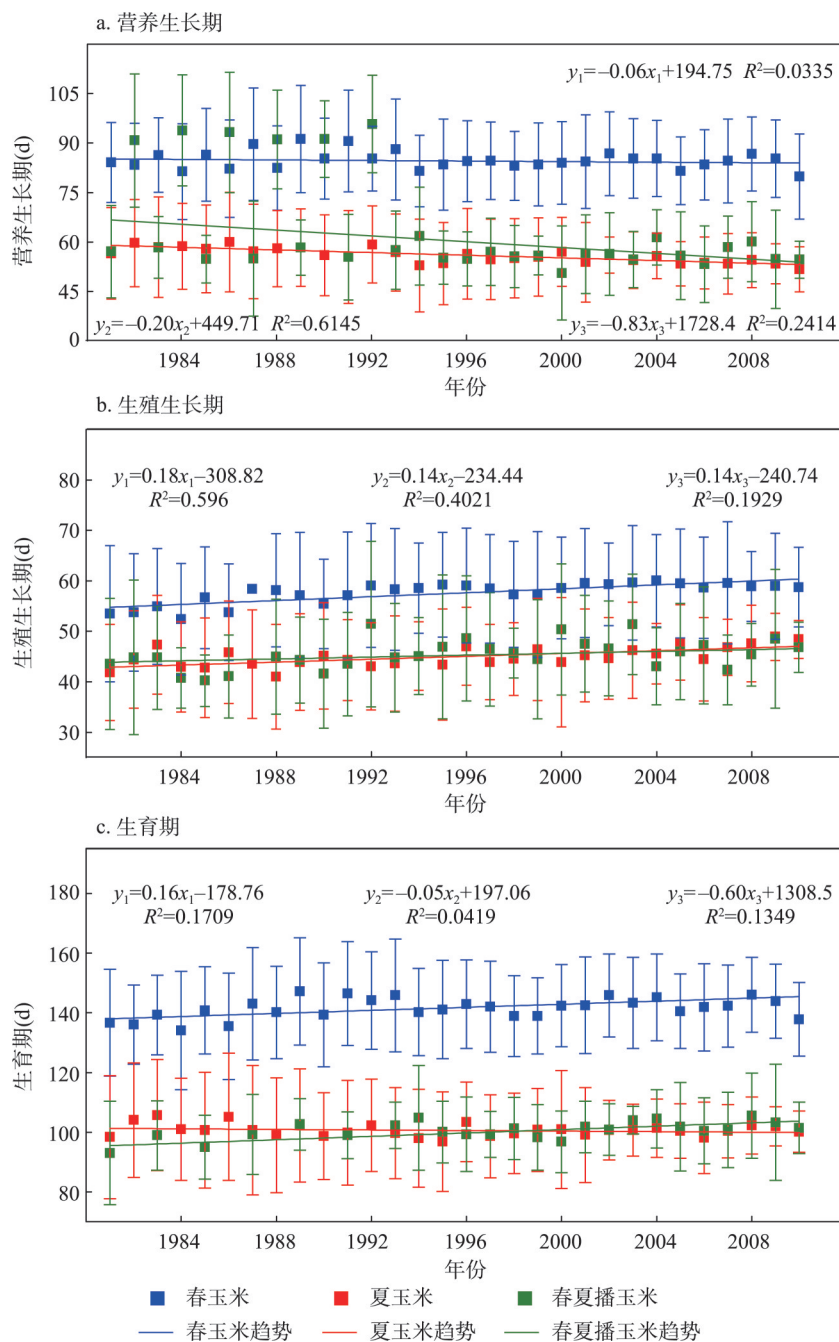 a. 营养生长期
y₁=−0.06x₁+194.75 R²=0.0335
105
90
75
60
45
0
营养生长期(d)
y₂=−0.20x₂+449.71 R²=0.6145
y₃=−0.83x₃+1728.4 R²=0.2414
1984 1988 1992 1996 2000 2004 2008
年份
b. 生殖生长期
80
70
60
50
40
30
生殖生长期(d)
y₁=0.18x₁−308.82 y₂=0.14x₂−234.44 y₃=0.14x₃−240.74
R²=0.596 R²=0.4021 R²=0.1929
1984 1988 1992 1996 2000 2004 2008
年份
c. 生育期
180
160
140
120
100
80
生育期(d)
y₁=0.16x₁−178.76 y₂=−0.05x₂+197.06 y₃=−0.60x₃+1308.5
R²=0.1709 R²=0.0419 R²=0.1349
1984 1988 1992 1996 2000 2004 2008
年份
春玉米 夏玉米 春夏播玉米
春玉米趋势 夏玉米趋势 春夏播玉米趋势